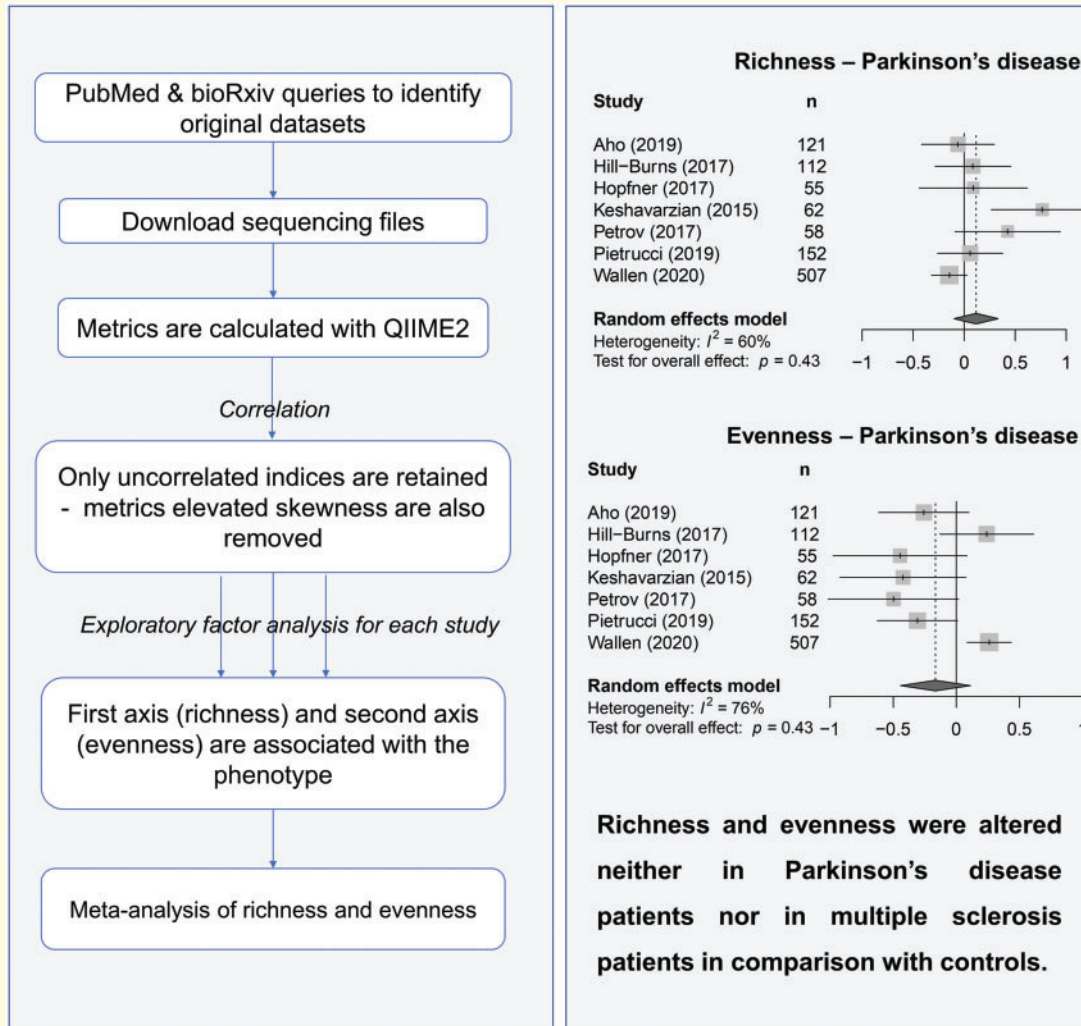 PubMed & bioRxiv queries to identify
original datasets
Download sequencing files
Metrics are calculated with QIIME2
Correlation
Only uncorrelated indices are retained
- metrics elevated skewness are also
removed
Exploratory factor analysis for each study
First axis (richness) and second axis
(evenness) are associated with the
phenotype
Meta-analysis of richness and evenness
Richness – Parkinson's disease
Study n
Aho (2019) 121
Hill−Burns (2017) 112
Hopfner (2017) 55
Keshavarzian (2015) 62
Petrov (2017) 58
Pietrucci (2019) 152
Wallen (2020) 507
Random effects model
Heterogeneity: I² = 60%
Test for overall effect: p = 0.43
−1 −0.5 0 0.5 1
Evenness – Parkinson's disease
Study n
Aho (2019) 121
Hill−Burns (2017) 112
Hopfner (2017) 55
Keshavarzian (2015) 62
Petrov (2017) 58
Pietrucci (2019) 152
Wallen (2020) 507
Random effects model
Heterogeneity: I² = 76%
Test for overall effect: p = 0.43
−1 −0.5 0 0.5
Richness and evenness were altered
neither in Parkinson's disease
patients nor in multiple sclerosis
patients in comparison with controls.